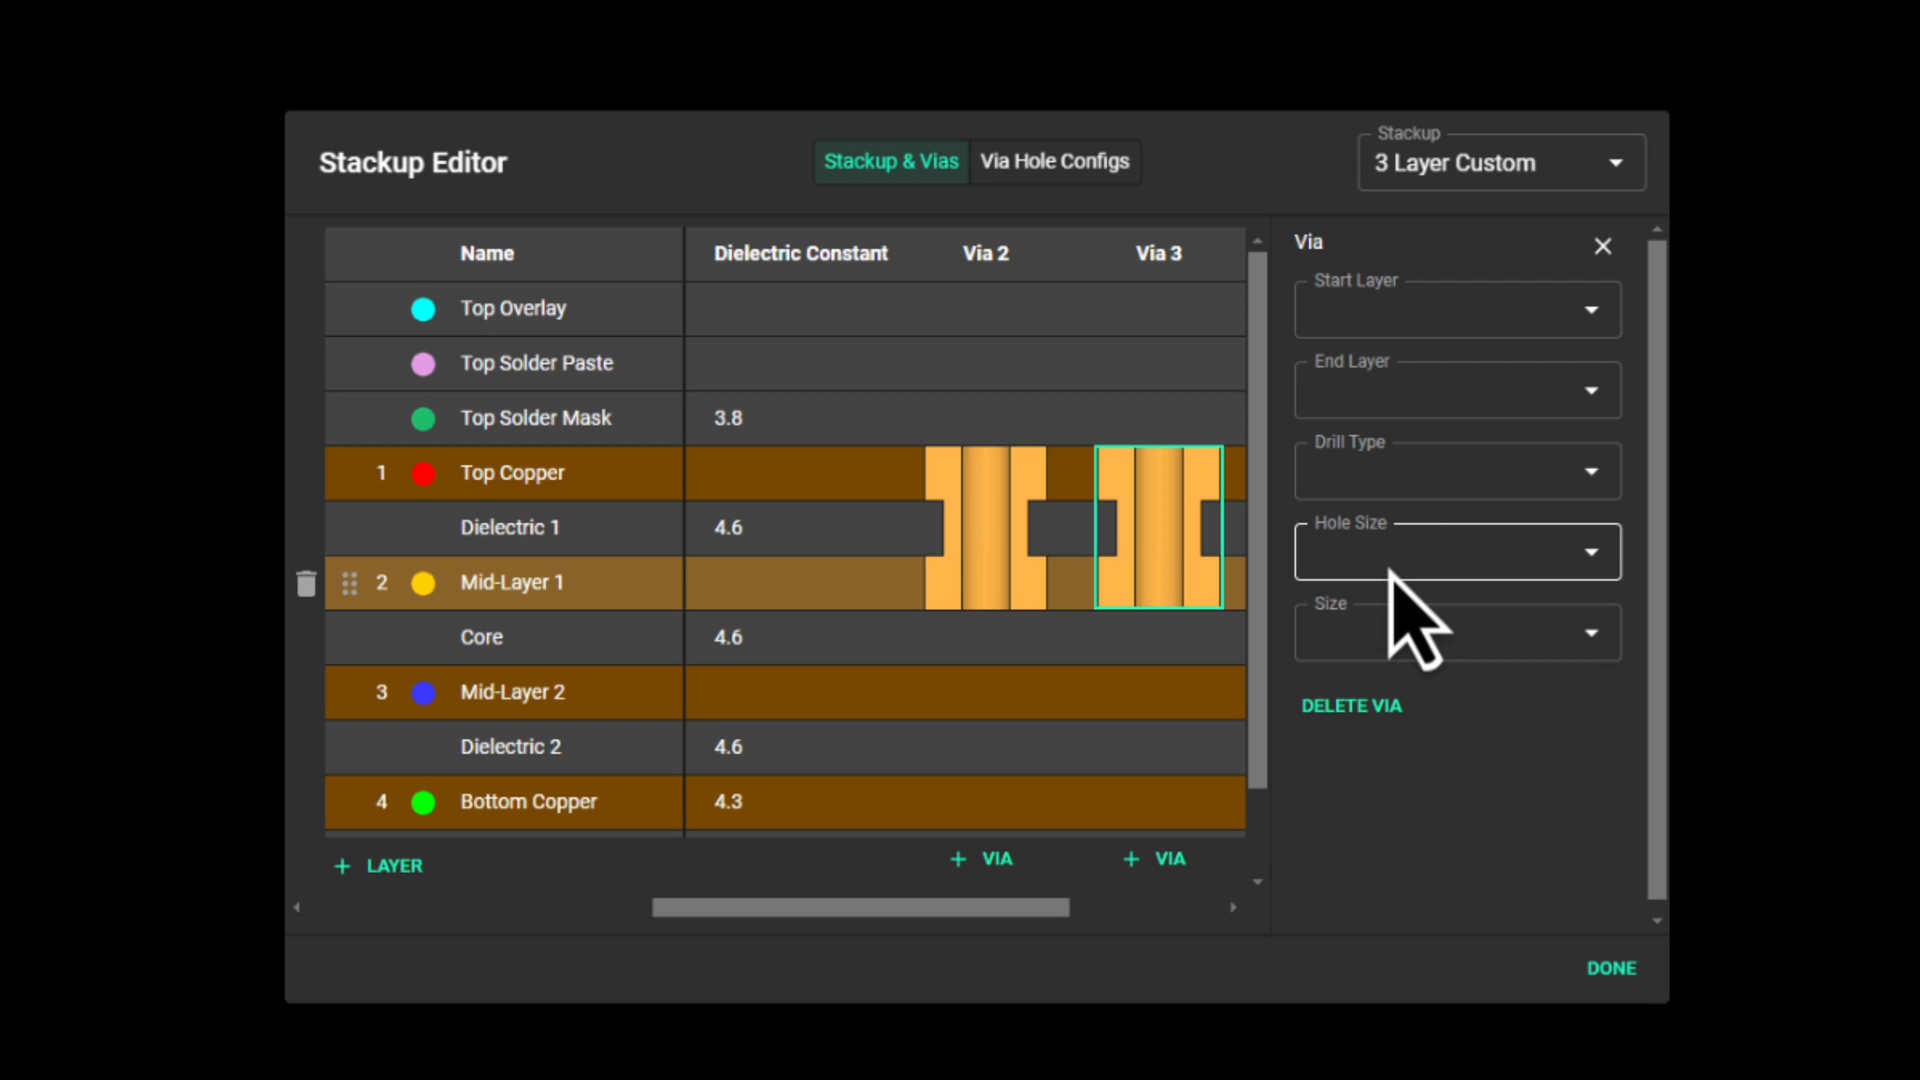 Stackup Editor
Stackup & Vias
Via Hole Configs
Stackup
3 Layer Custom
Name
Dielectric Constant
Via 2
Via 3
Top Overlay
Top Solder Paste
Top Solder Mask
3.8
1
Top Copper
Dielectric 1
4.6
2
Mid-Layer 1
Core
4.6
3
Mid-Layer 2
Dielectric 2
4.6
4
Bottom Copper
4.3
+ LAYER
+ VIA
+ VIA
Via
Start Layer
End Layer
Drill Type
Hole Size
Size
DELETE VIA
DONE